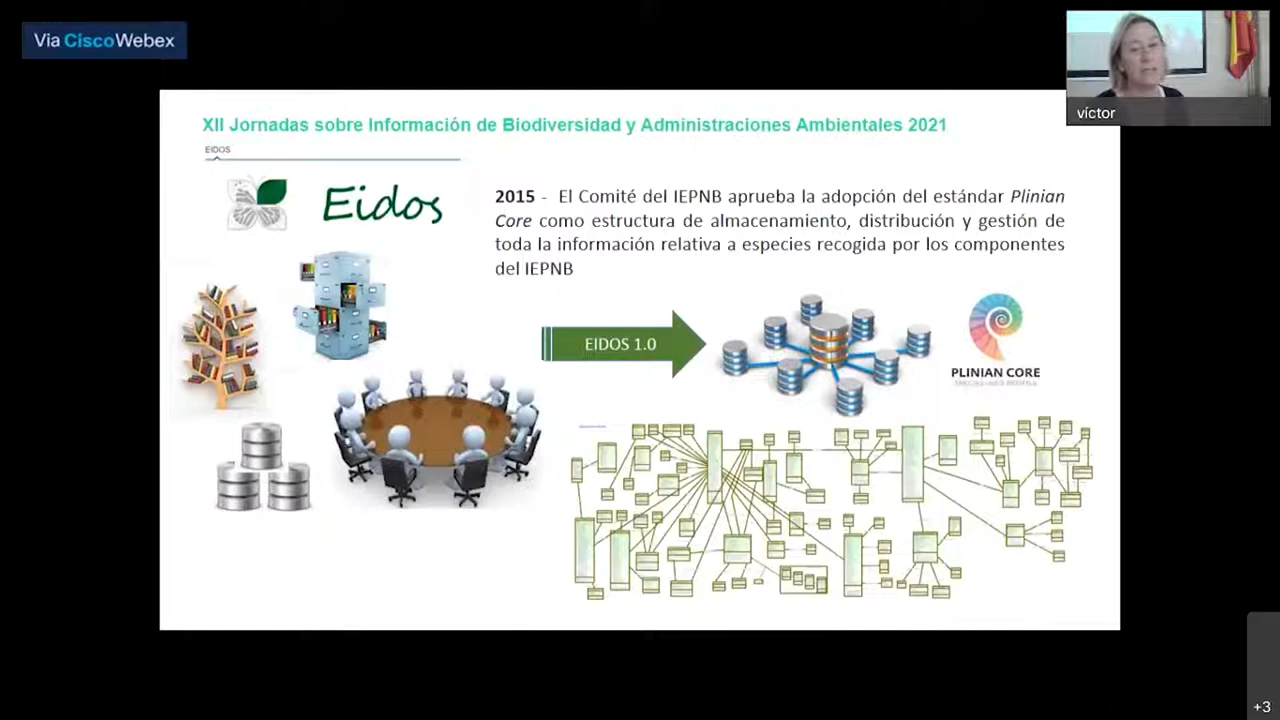 Via CiscoWebex
víctor
XII Jornadas sobre Información de Biodiversidad y Administraciones Ambientales 2021
EIDOS
Eidos
2015 - El Comité del IEPNB aprueba la adopción del estándar Plinian
Core como estructura de almacenamiento, distribución y gestión de
toda la información relativa a especies recogida por los componentes
del IEPNB
EIDOS 1.0
PLINIAN CORE
+3